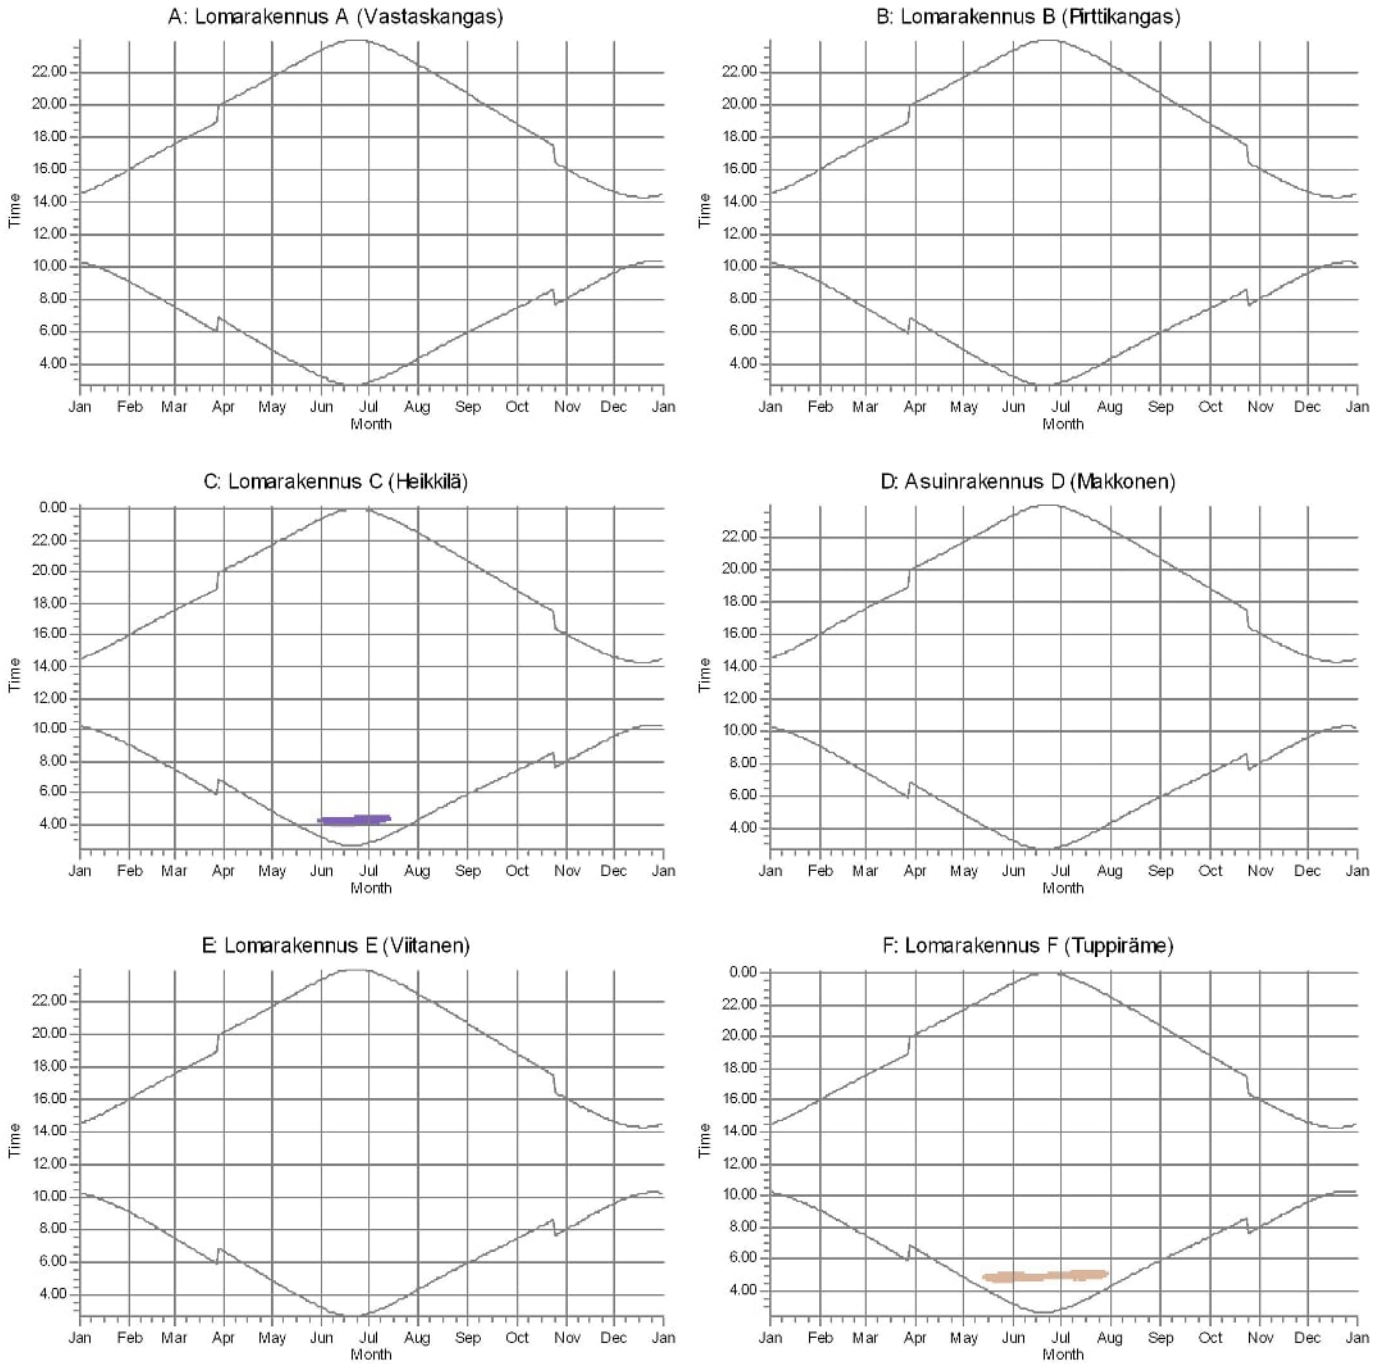 A: Lomarakennus A (Vastaskangas)
22.00
20.00
18.00
16.00
14.00
12.00
10.00
8.00
6.00
4.00
Time
Jan Feb Mar Apr May Jun Jul Aug Sep Oct Nov Dec Jan
Month
B: Lomarakennus B (Pirttikangas)
22.00
20.00
18.00
16.00
14.00
12.00
10.00
8.00
6.00
4.00
Time
Jan Feb Mar Apr May Jun Jul Aug Sep Oct Nov Dec Jan
Month
C: Lomarakennus C (Heikkilä)
0.00
22.00
20.00
18.00
16.00
14.00
12.00
10.00
8.00
6.00
4.00
Time
Jan Feb Mar Apr May Jun Jul Aug Sep Oct Nov Dec Jan
Month
D: Asuinrakennus D (Makkonen)
22.00
20.00
18.00
16.00
14.00
12.00
10.00
8.00
6.00
4.00
Time
Jan Feb Mar Apr May Jun Jul Aug Sep Oct Nov Dec Jan
Month
E: Lomarakennus E (Viitanen)
22.00
20.00
18.00
16.00
14.00
12.00
10.00
8.00
6.00
4.00
Time
Jan Feb Mar Apr May Jun Jul Aug Sep Oct Nov Dec Jan
Month
F: Lomarakennus F (Tuppiräme)
0.00
22.00
20.00
18.00
16.00
14.00
12.00
10.00
8.00
6.00
4.00
Time
Jan Feb Mar Apr May Jun Jul Aug Sep Oct Nov Dec Jan
Month